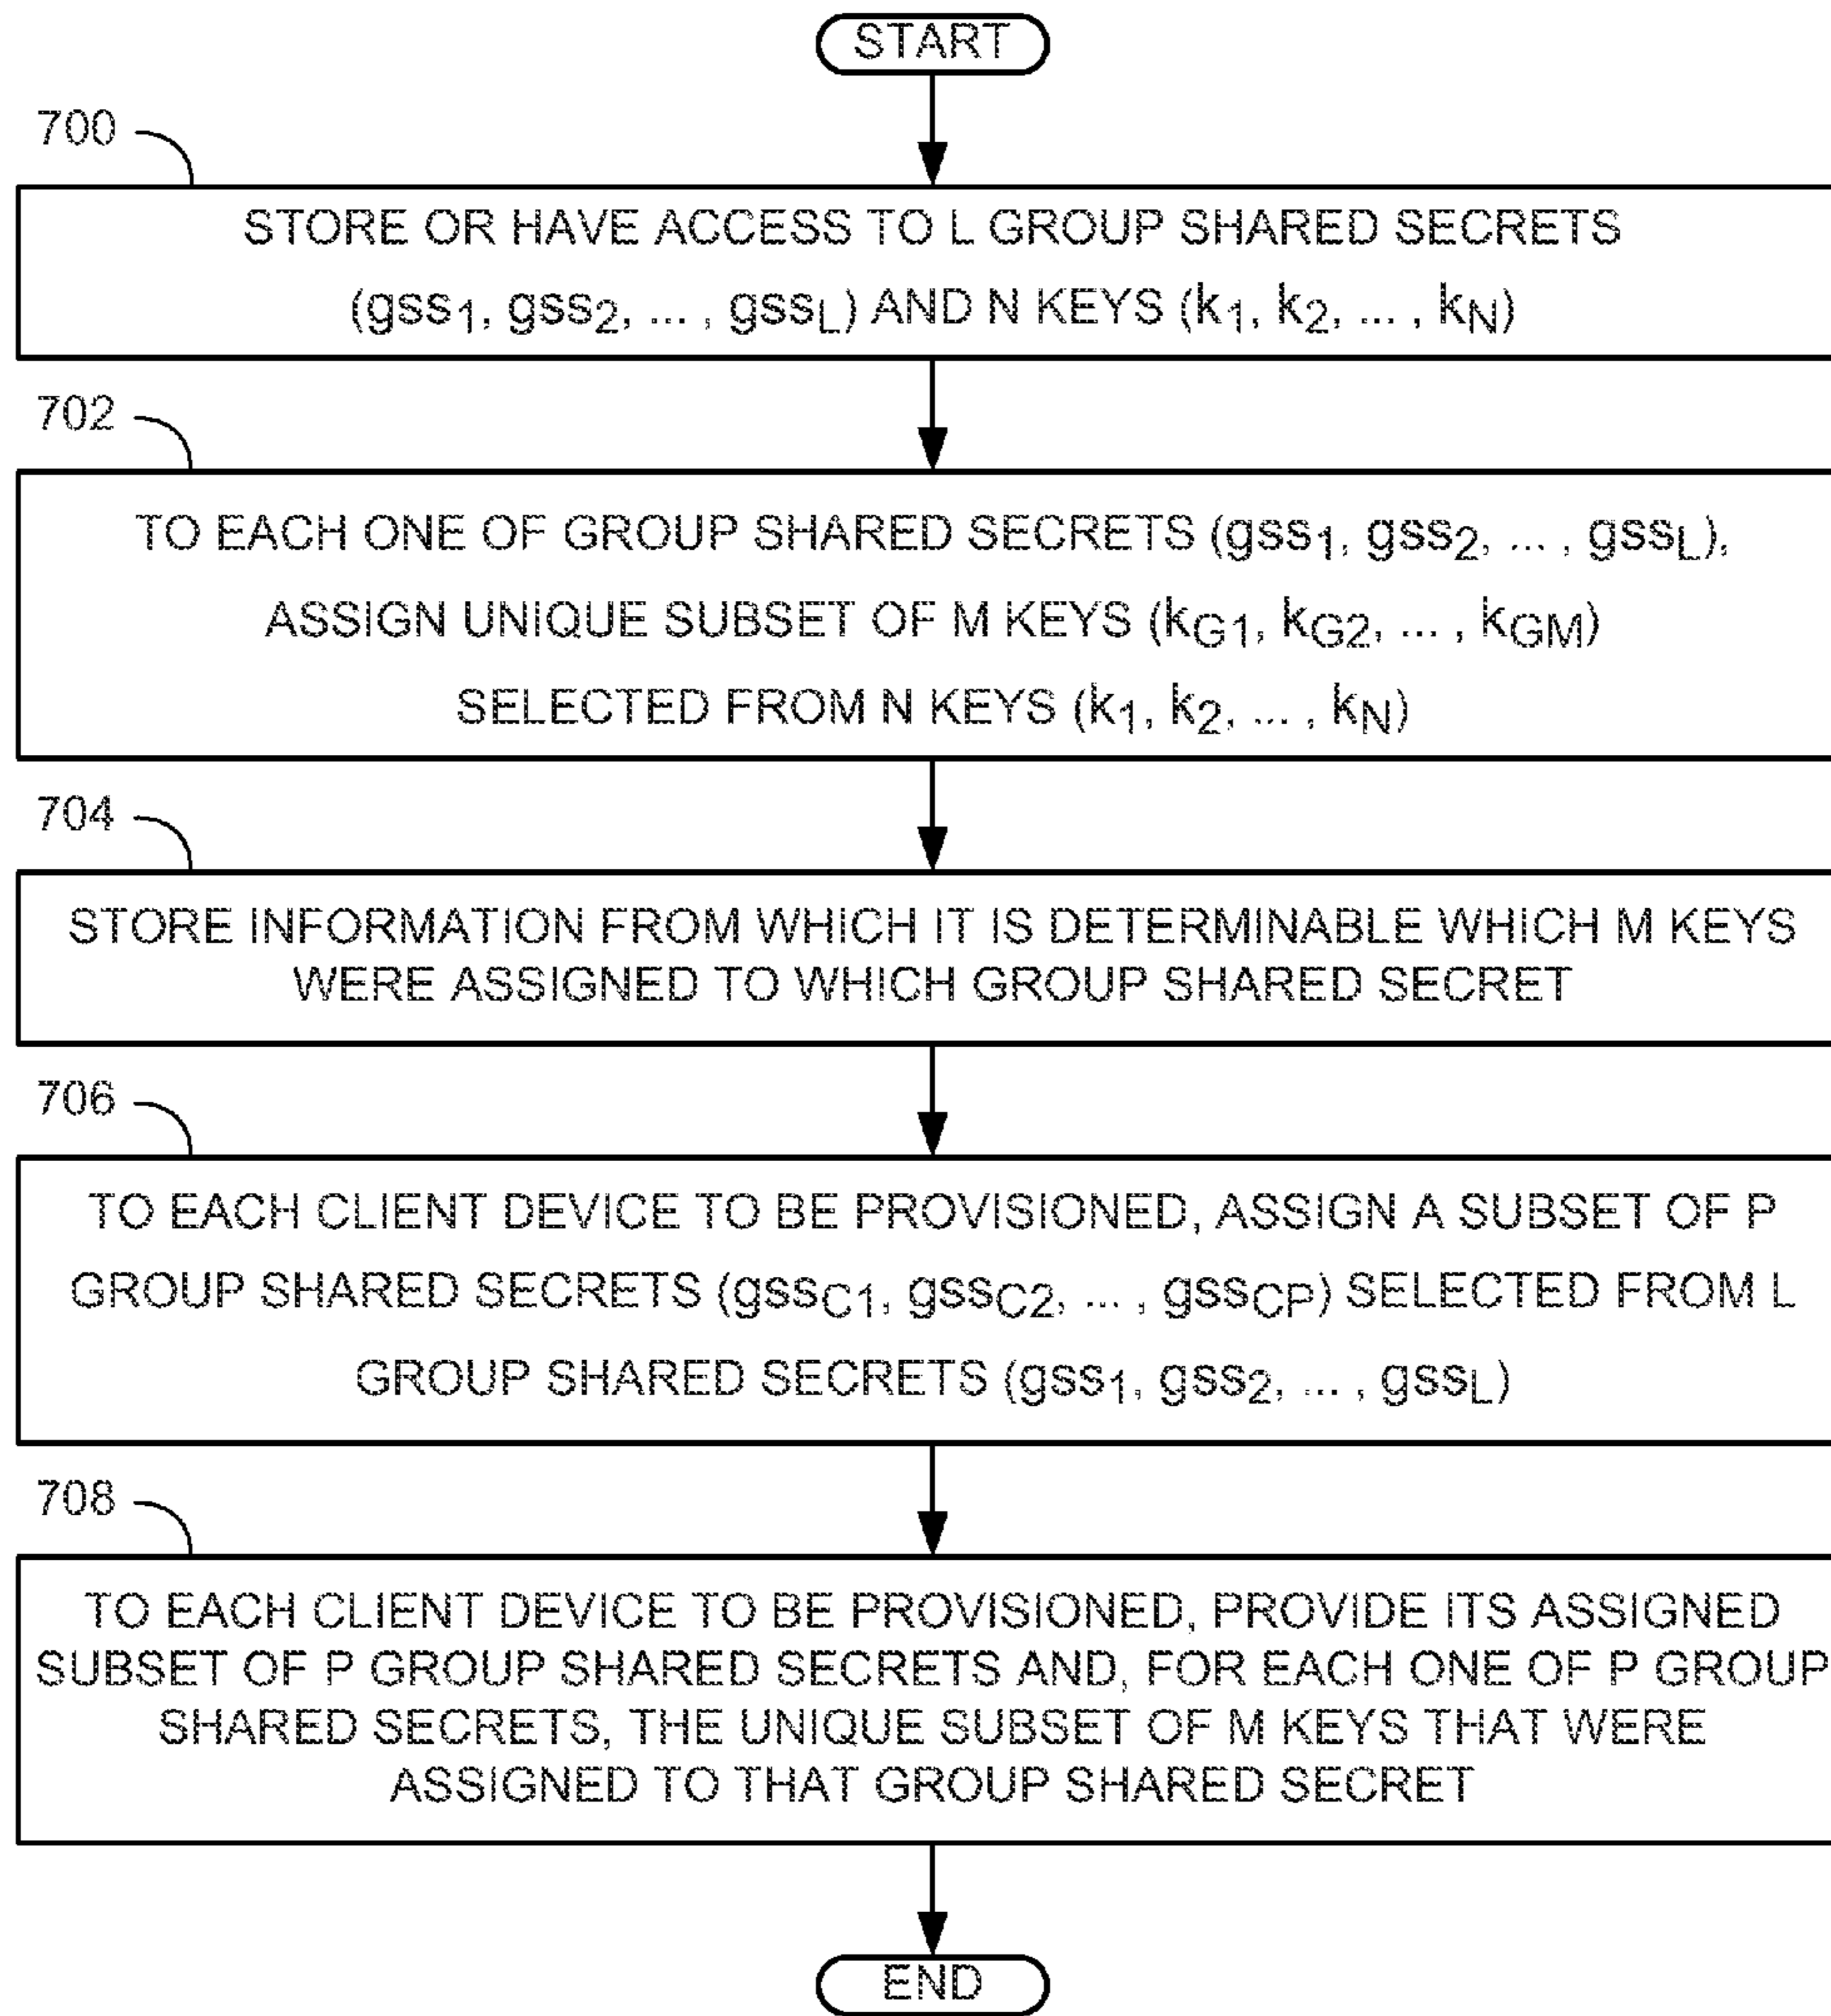 START
700
STORE OR HAVE ACCESS TO L GROUP SHARED SECRETS
(gss1, gss2, ... , gssL) AND N KEYS (k1, k2, ... , kN)
702
TO EACH ONE OF GROUP SHARED SECRETS (gss1, gss2, ... , gssL),
ASSIGN UNIQUE SUBSET OF M KEYS (kG1, kG2, ... , kGM)
SELECTED FROM N KEYS (k1, k2, ... , kN)
704
STORE INFORMATION FROM WHICH IT IS DETERMINABLE WHICH M KEYS
WERE ASSIGNED TO WHICH GROUP SHARED SECRET
706
TO EACH CLIENT DEVICE TO BE PROVISIONED, ASSIGN A SUBSET OF P
GROUP SHARED SECRETS (gssC1, gssC2, ... , gssCP) SELECTED FROM L
GROUP SHARED SECRETS (gss1, gss2, ... , gssL)
708
TO EACH CLIENT DEVICE TO BE PROVISIONED, PROVIDE ITS ASSIGNED
SUBSET OF P GROUP SHARED SECRETS AND, FOR EACH ONE OF P GROUP
SHARED SECRETS, THE UNIQUE SUBSET OF M KEYS THAT WERE
ASSIGNED TO THAT GROUP SHARED SECRET
END